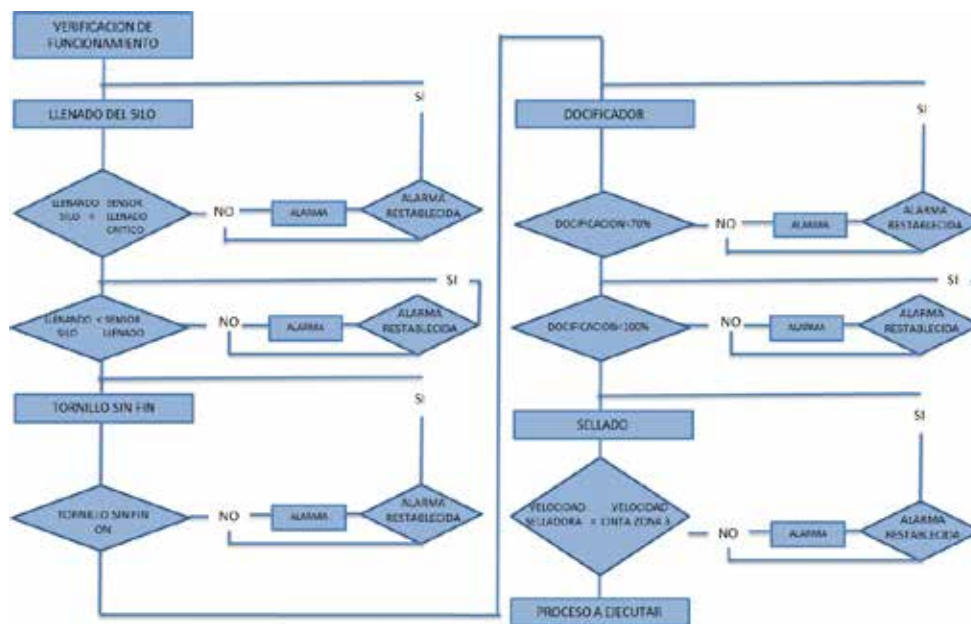 VERIFICACION DE
FUNCIONAMIENTO
SI
LLENADO DEL SILO
LLENANDO SENSOR
SILO < LLENADO
CRITICO
NO
ALARMA
ALARMA
RESTABLECIDA
SI
LLENANDO < SENSOR
SILO LLENADO
NO
ALARMA
ALARMA
RESTABLECIDA
SI
TORNILLO SIN FIN
TORNILLO SIN FIN
ON
NO
ALARMA
ALARMA
RESTABLECIDA
SI
DOCIFICADOR
DOCIFICACION=70%
NO
ALARMA
ALARMA
RESTABLECIDA
SI
DOCIFICACION=100%
NO
ALARMA
ALARMA
RESTABLECIDA
SI
SELLADO
VELOCIDAD VELOCIDAD
SELLADORA = CINTA ZONA 3
NO
ALARMA
ALARMA
RESTABLECIDA
PROCESO A EJECUTAR